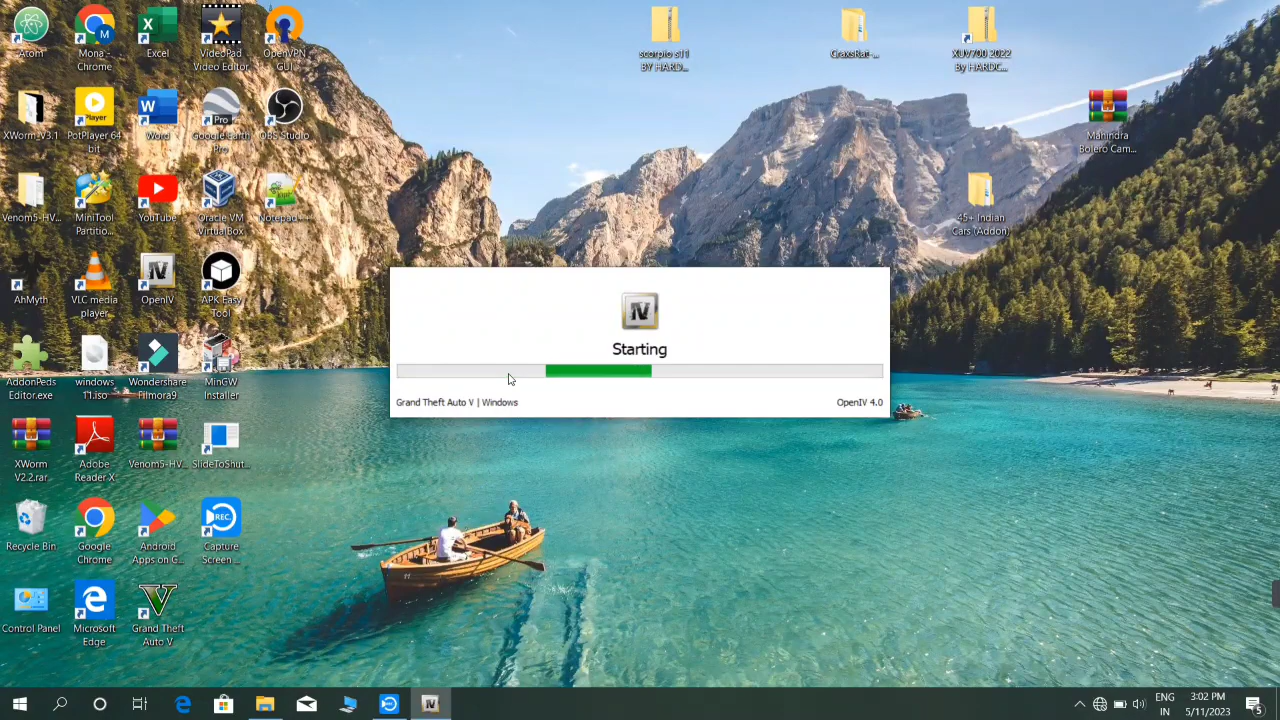 Atom
Mona -
Chrome
Excel
VideoPad
Video Editor
OpenVPN
GUI
scorpio s11
BY HARD...
CraxsRat-...
XUV700 2022
By HARDC...
XWorm-v3.1
PotPlayer 64
bit
Word
Google Earth
Pro
OBS Studio
Mahindra
Bolero Cam...
Venom5-HV...
MiniTool
Partitio...
YouTube
Oracle VM
VirtualBox
Notepad...
45+ Indian
Cars (Addon)
AhMyth
VLC media
player
OpenIV
APK Easy
Tool
Starting
Grand Theft Auto V | Windows
OpenIV 4.0
AddonPeds
Editor.exe
windows
11.iso
Wondershare
Filmora9
MinGW
Installer
XWorm
V2.2.rar
Adobe
Reader X
Venom5-HV...
SlideToShut...
Recycle Bin
Google
Chrome
Android
Apps on G...
REC
Capture
Screen ...
Control Panel
Microsoft
Edge
Grand Theft
Auto V
ENG
IN
3:02 PM
5/11/2023
5